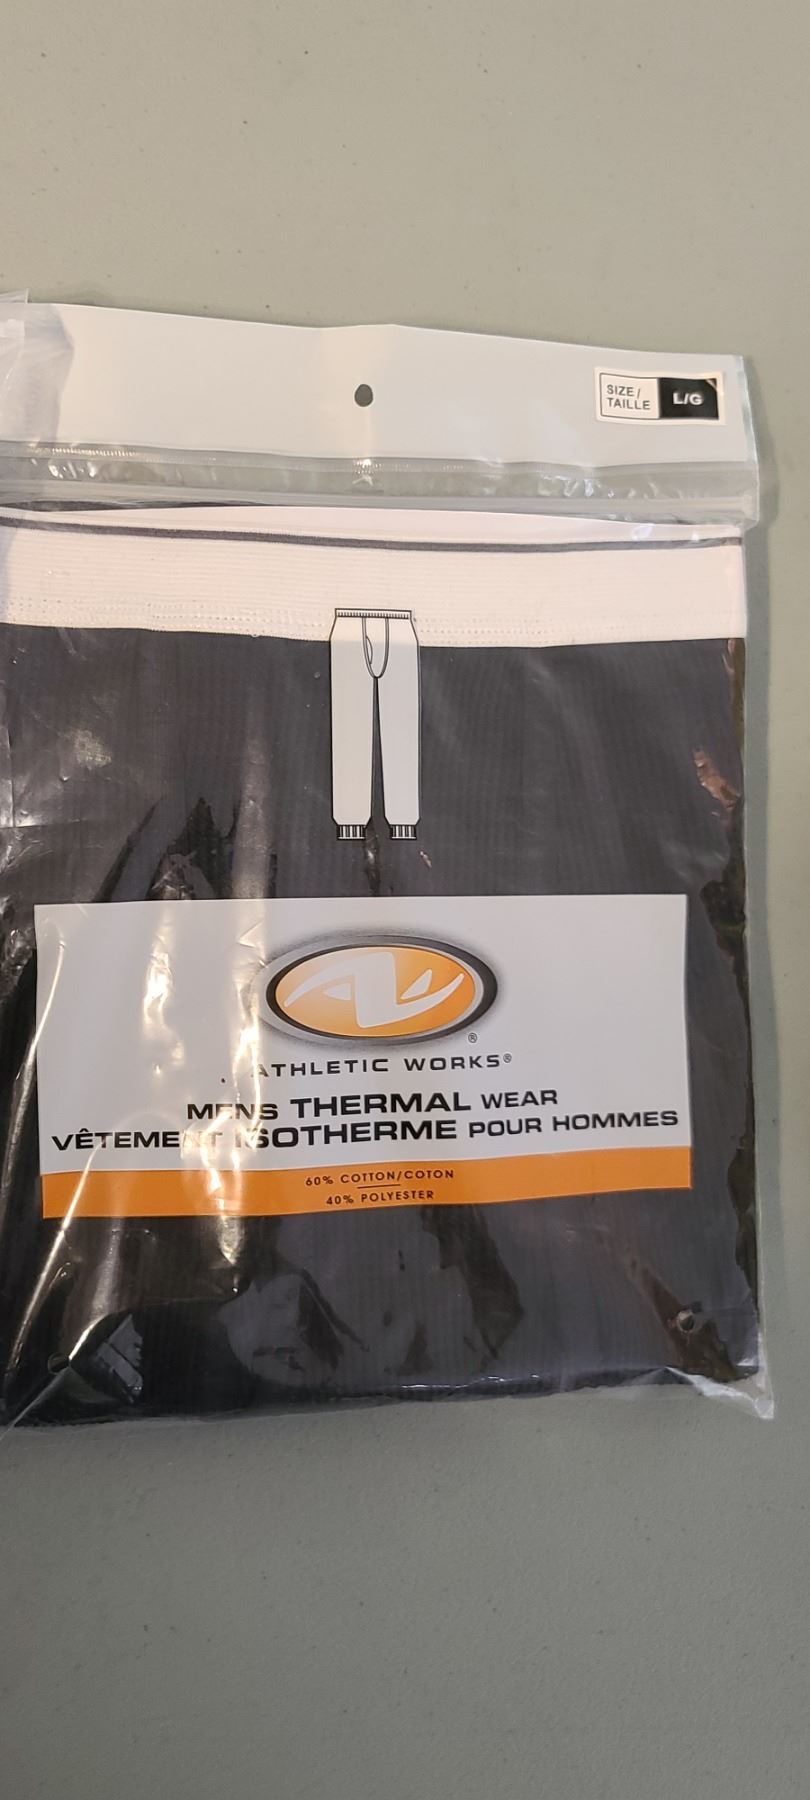 SIZE/
TAILLE
L/G
®
ATHLETIC WORKS®
MENS THERMAL WEAR
VÊTEMENT ISOTHERME POUR HOMMES
60% COTTON/COTON
40% POLYESTER